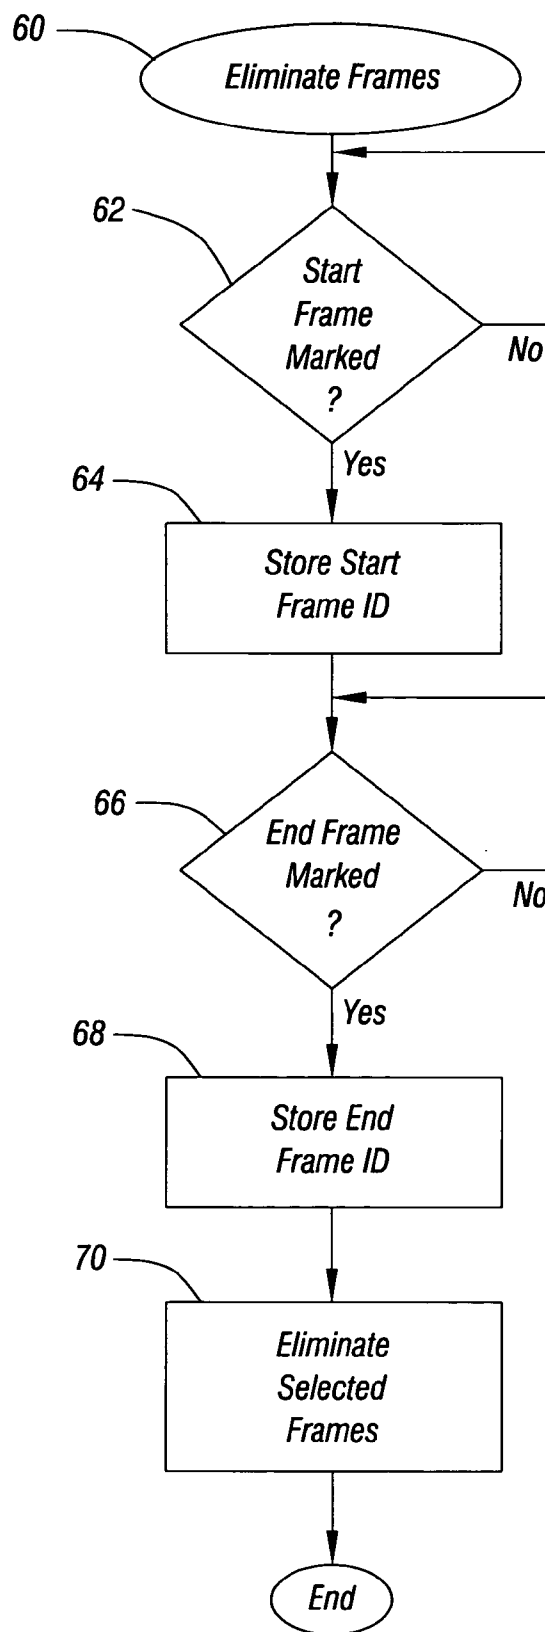 60
Eliminate Frames
62
Start
Frame
Marked
?
No
Yes
64
Store Start
Frame ID
66
End Frame
Marked
?
No
Yes
68
Store End
Frame ID
70
Eliminate
Selected
Frames
End